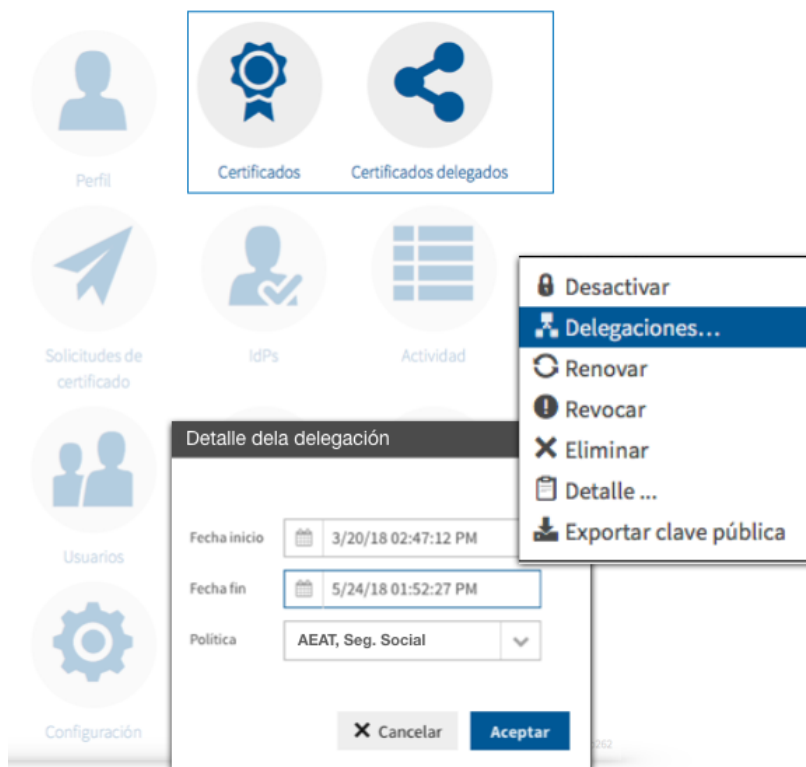 Perfil
Certificados
Certificados delegados
Solicitudes de
certificado
IdPs
Actividad
Desactivar
Delegaciones...
Renovar
Revocar
Eliminar
Detalle ...
Exportar clave pública
Usuarios
Configuración
Detalle dela delegación
Fecha inicio
3/20/18 02:47:12 PM
Fecha fin
5/24/18 01:52:27 PM
Política
AEAT, Seg. Social
Cancelar
Aceptar